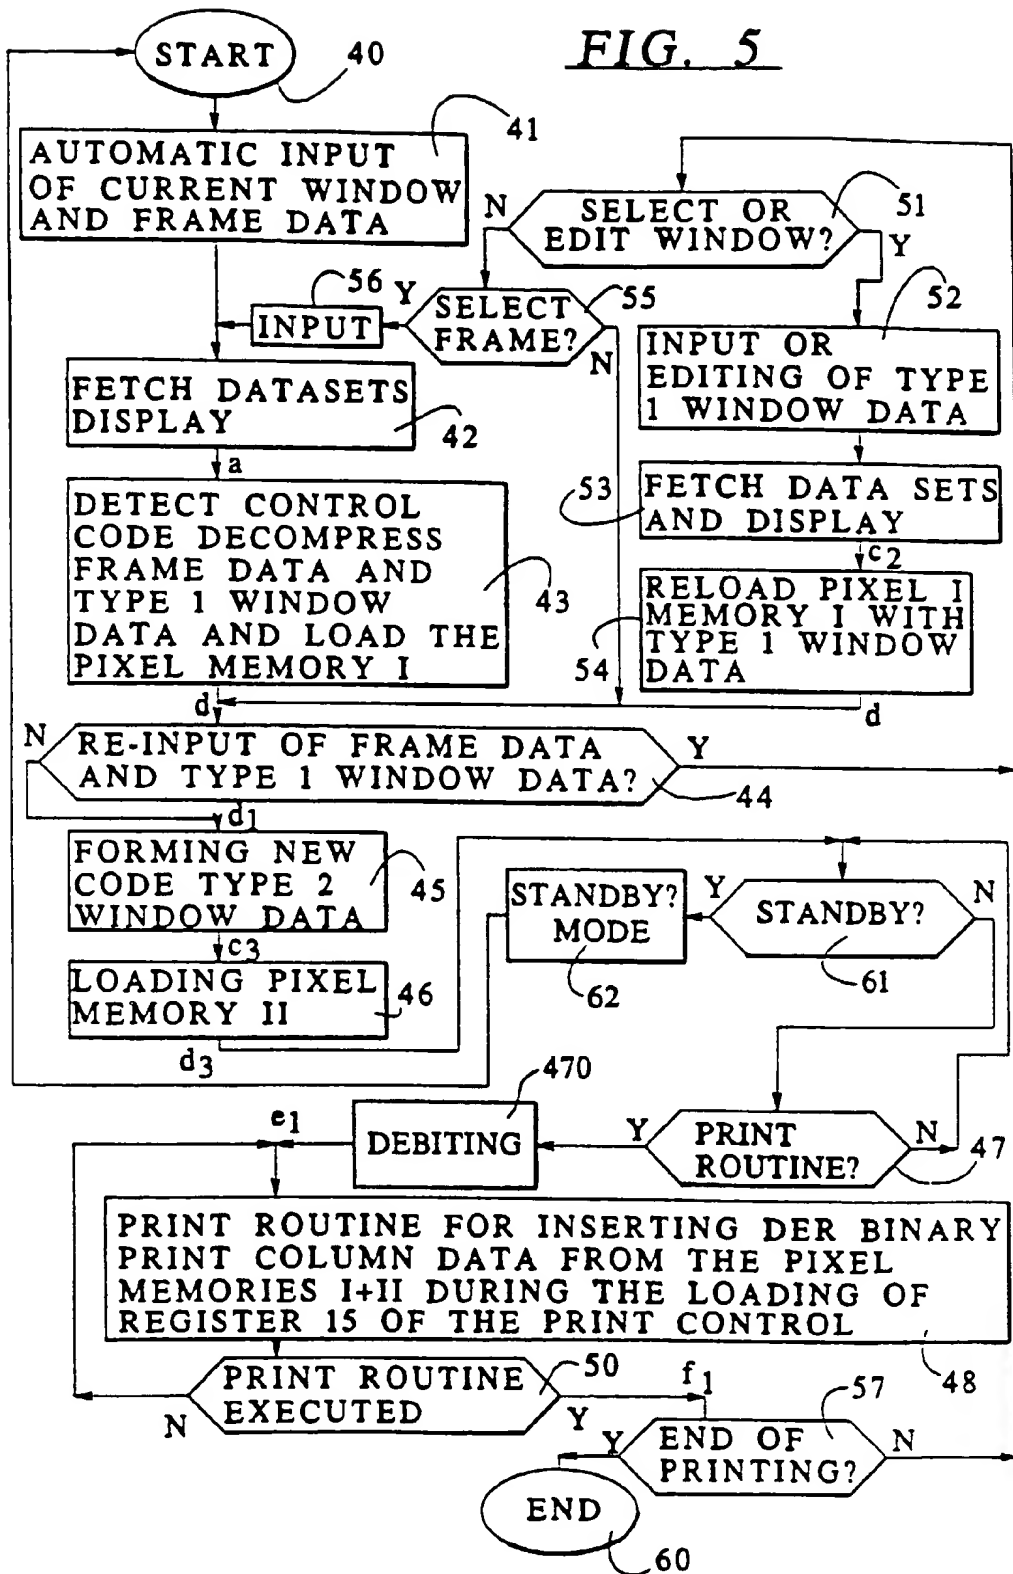 FIG. 5
START
40
41
AUTOMATIC INPUT
OF CURRENT WINDOW
AND FRAME DATA
N
SELECT OR
EDIT WINDOW?
51
Y
56
INPUT
Y
SELECT
FRAME?
55
N
52
INPUT OR
EDITING OF TYPE
1 WINDOW DATA
FETCH DATASETS
DISPLAY
42
a
53
FETCH DATA SETS
AND DISPLAY
c2
DETECT CONTROL
CODE DECOMPRESS
FRAME DATA AND
TYPE 1 WINDOW
DATA AND LOAD THE
PIXEL MEMORY I
43
RELOAD PIXEL I
MEMORY I WITH
TYPE 1 WINDOW
DATA
54
d
d
N
RE-INPUT OF FRAME DATA
AND TYPE 1 WINDOW DATA?
Y
44
d1
FORMING NEW
CODE TYPE 2
WINDOW DATA
45
c3
LOADING PIXEL
MEMORY II
46
d3
STANDBY?
MODE
62
Y
STANDBY?
N
61
470
e1
DEBITING
Y
PRINT
ROUTINE?
N
47
PRINT ROUTINE FOR INSERTING DER BINARY
PRINT COLUMN DATA FROM THE PIXEL
MEMORIES I+II DURING THE LOADING OF
REGISTER 15 OF THE PRINT CONTROL
48
PRINT ROUTINE
EXECUTED
50
N
Y
f1
57
Y
END OF
PRINTING?
N
END
60